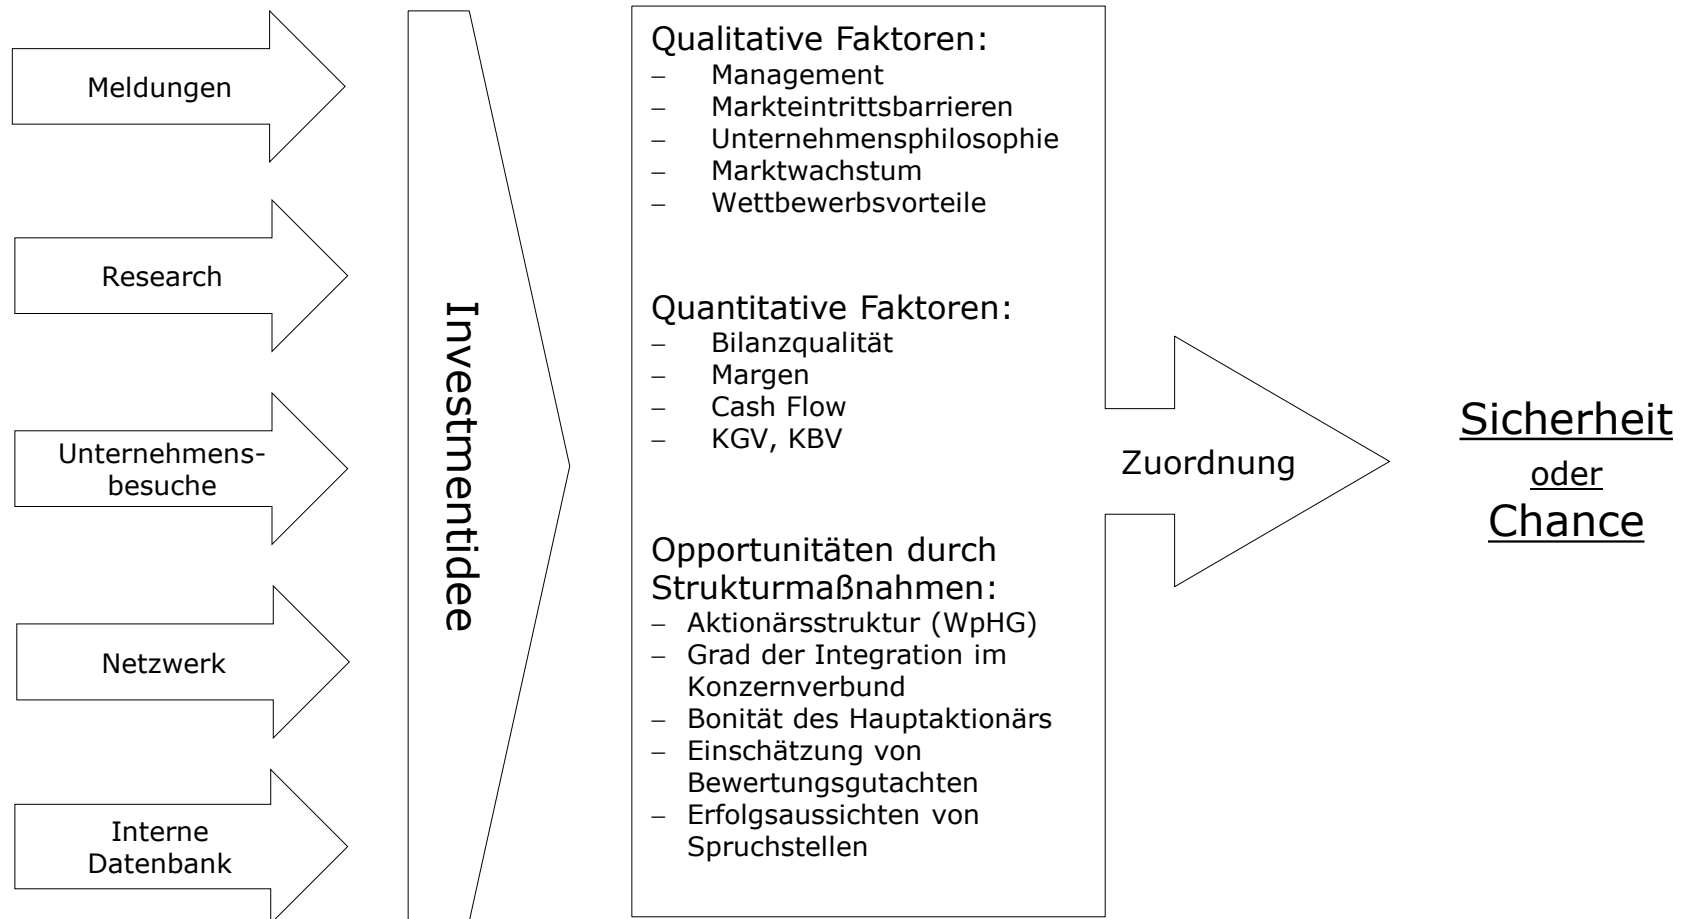 Meldungen
Research
Unternehmens-
besuche
Netzwerk
Interne
Datenbank
Investmentidee
Qualitative Faktoren:
– Management
– Markteintrittsbarrieren
– Unternehmensphilosophie
– Marktwachstum
– Wettbewerbsvorteile
Quantitative Faktoren:
– Bilanzqualität
– Margen
– Cash Flow
– KGV, KBV
Opportunitäten durch
Strukturmaßnahmen:
– Aktionärsstruktur (WpHG)
– Grad der Integration im
Konzernverbund
– Bonität des Hauptaktionärs
– Einschätzung von
Bewertungsgutachten
– Erfolgsaussichten von
Spruchstellen
Zuordnung
Sicherheit
oder
Chance